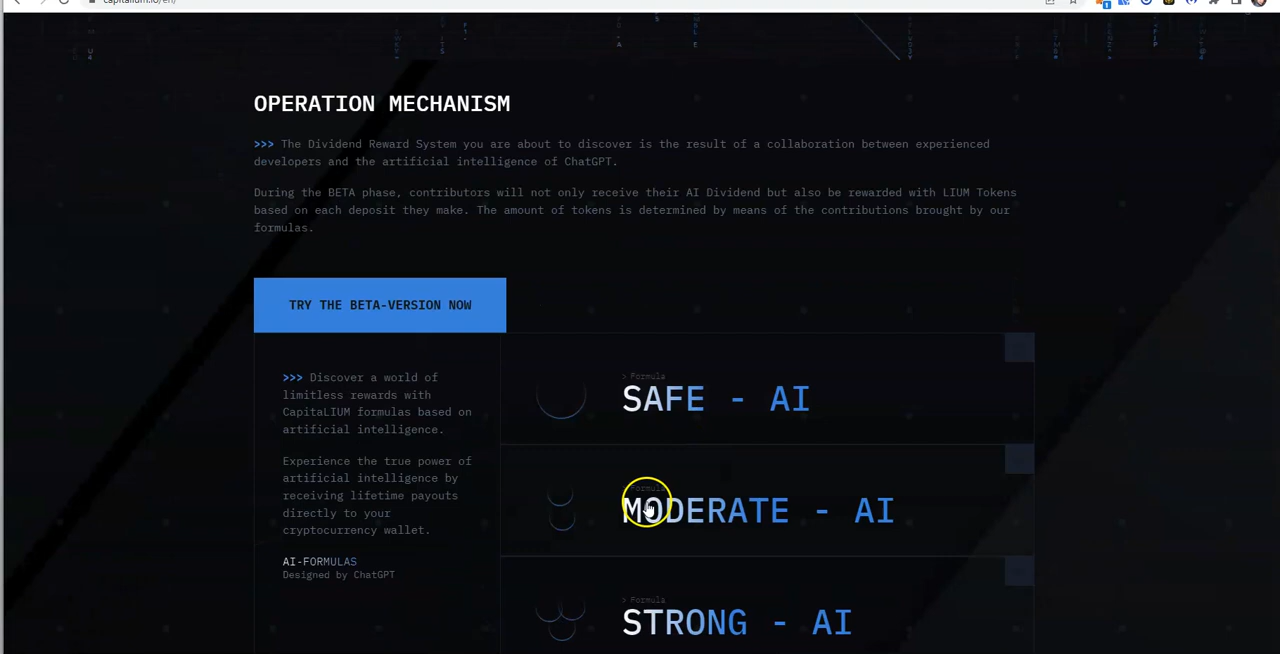 capitalium.io/en/
OPERATION MECHANISM
>>> The Dividend Reward System you are about to discover is the result of a collaboration between experienced
developers and the artificial intelligence of ChatGPT.
During the BETA phase, contributors will not only receive their AI Dividend but also be rewarded with LIUM Tokens
based on each deposit they make. The amount of tokens is determined by means of the contributions brought by our
formulas.
TRY THE BETA-VERSION NOW
>>> Discover a world of
limitless rewards with
CapitaLIUM formulas based on
artificial intelligence.
Experience the true power of
artificial intelligence by
receiving lifetime payouts
directly to your
cryptocurrency wallet.
AI-FORMULAS
Designed by ChatGPT
> Formula
SAFE - AI
> Formula
MODERATE - AI
> Formula
STRONG - AI